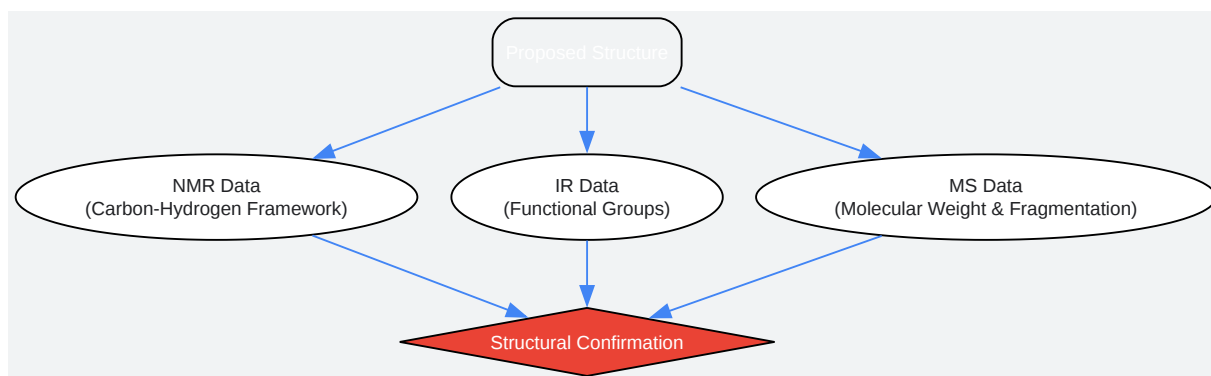 Proposed Structure
NMR Data
(Carbon-Hydrogen Framework)
IR Data
(Functional Groups)
MS Data
(Molecular Weight & Fragmentation)
Structural Confirmation